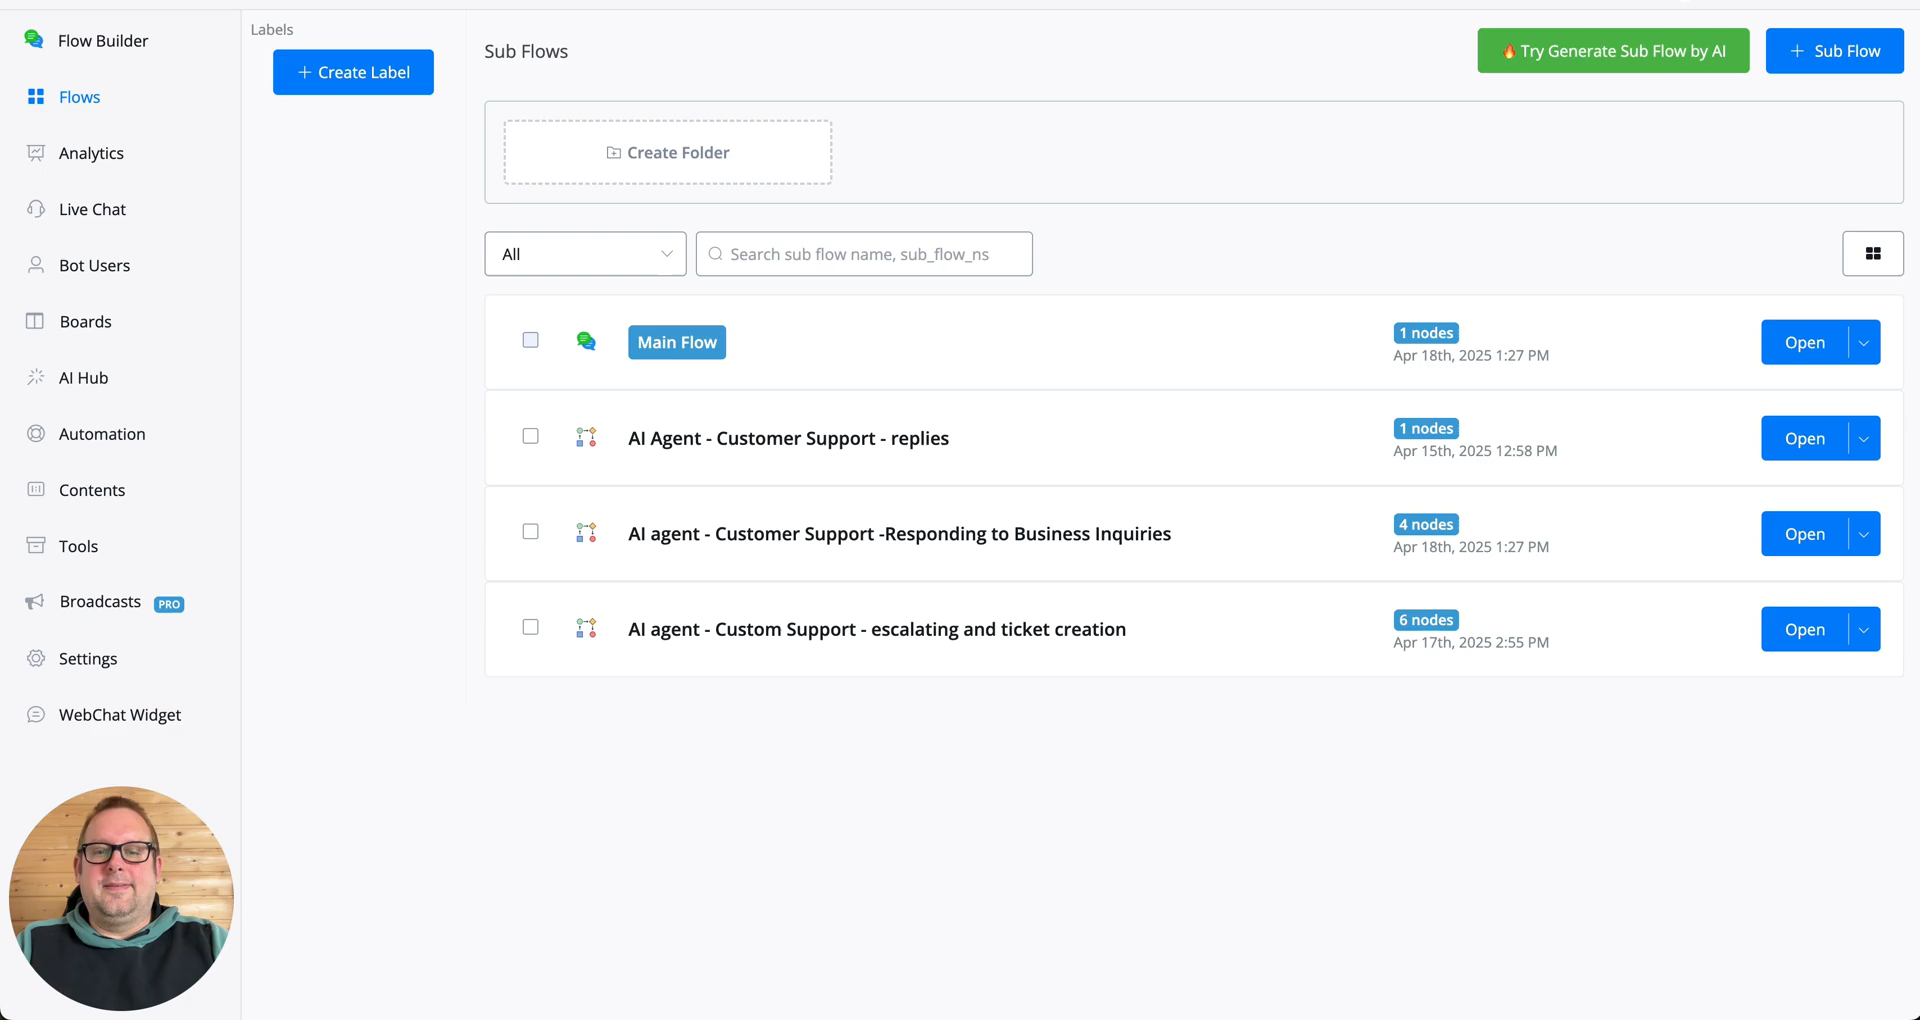 Flow Builder
Flows
Analytics
Live Chat
Bot Users
Boards
AI Hub
Automation
Contents
Tools
Broadcasts PRO
Settings
WebChat Widget
Labels
+ Create Label
Sub Flows
🔥Try Generate Sub Flow by AI
+ Sub Flow
Create Folder
All
Search sub flow name, sub_flow_ns
Main Flow
1 nodes
Apr 18th, 2025 1:27 PM
Open
AI Agent - Customer Support - replies
1 nodes
Apr 15th, 2025 12:58 PM
Open
AI agent - Customer Support -Responding to Business Inquiries
4 nodes
Apr 18th, 2025 1:27 PM
Open
AI agent - Custom Support - escalating and ticket creation
6 nodes
Apr 17th, 2025 2:55 PM
Open